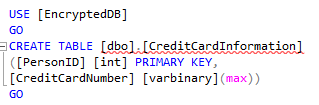 USE [EncryptedDB]
GO
CREATE TABLE [dbo].[CreditCardInformation]
([PersonID] [int] PRIMARY KEY,
[CreditCardNumber] [varbinary](max))
GO